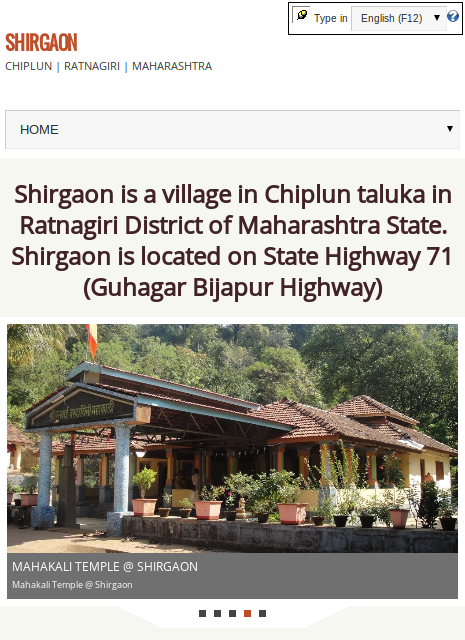 Type in English (F12)
SHIRGAON
CHIPLUN | RATNAGIRI | MAHARASHTRA
HOME
Shirgaon is a village in Chiplun taluka in
Ratnagiri District of Maharashtra State.
Shirgaon is located on State Highway 71
(Guhagar Bijapur Highway)
MAHAKALI TEMPLE @ SHIRGAON
Mahakali Temple @ Shirgaon